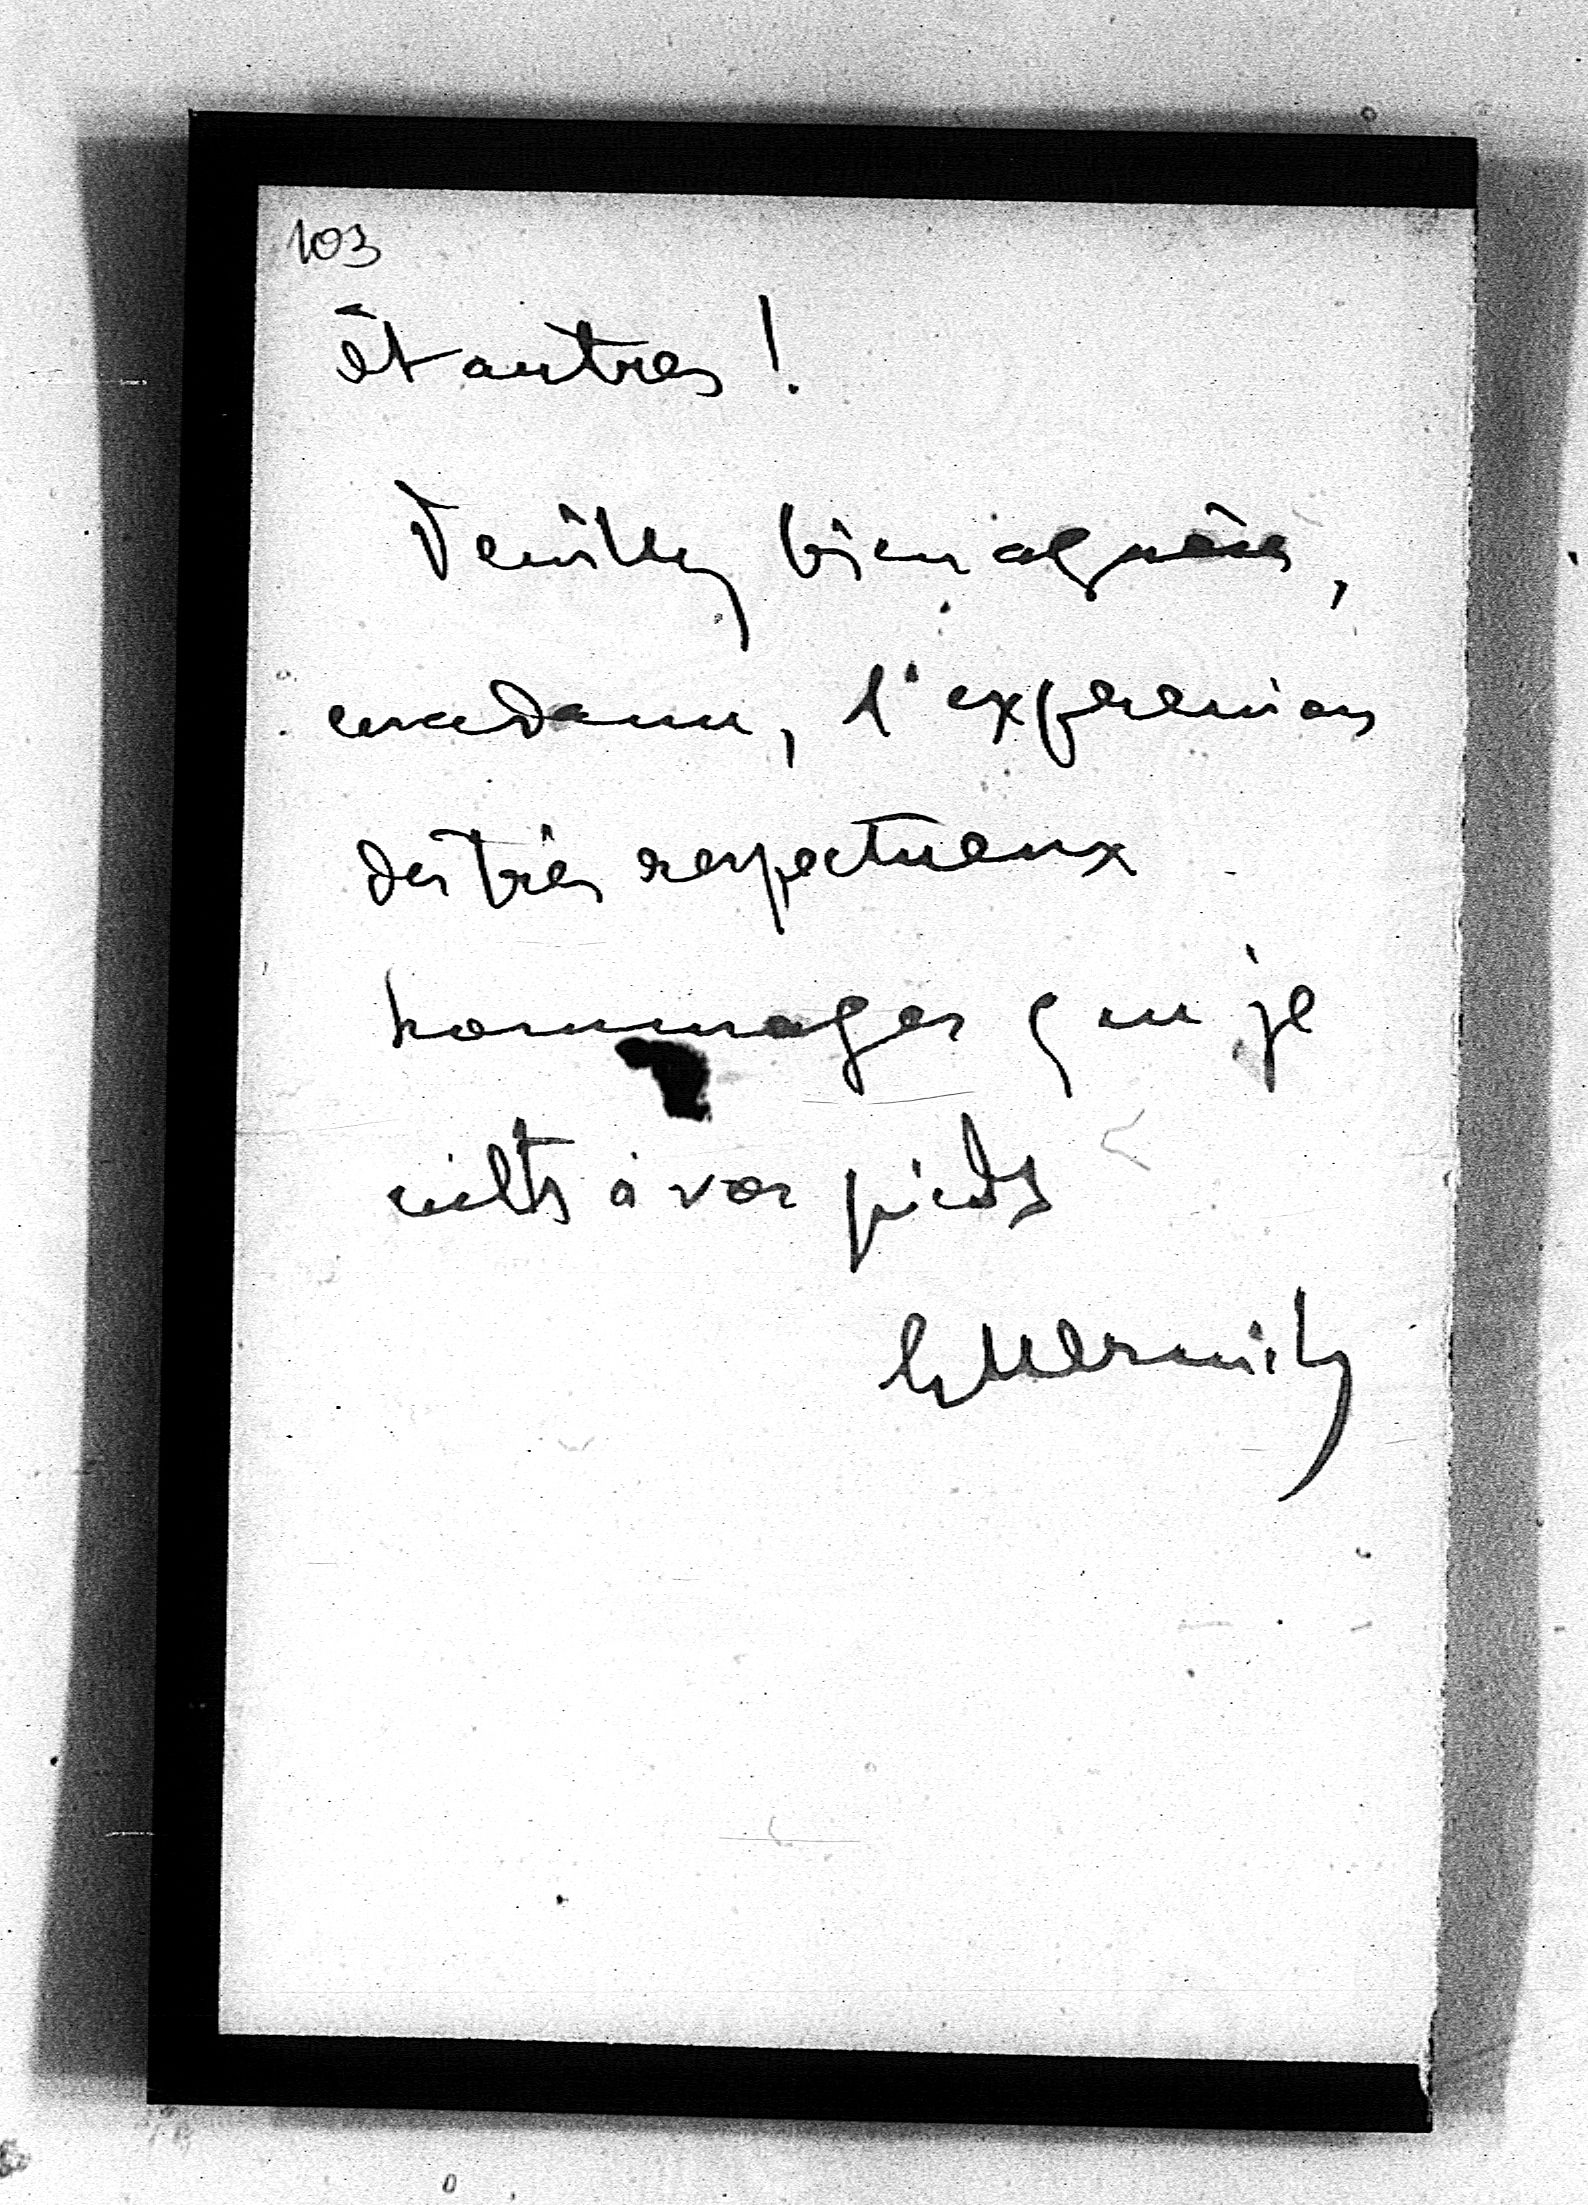 103
et autres !
Veuillez bien agréer,
madame, l'expression
des très respectueux
hommages que je
mets à vos pieds